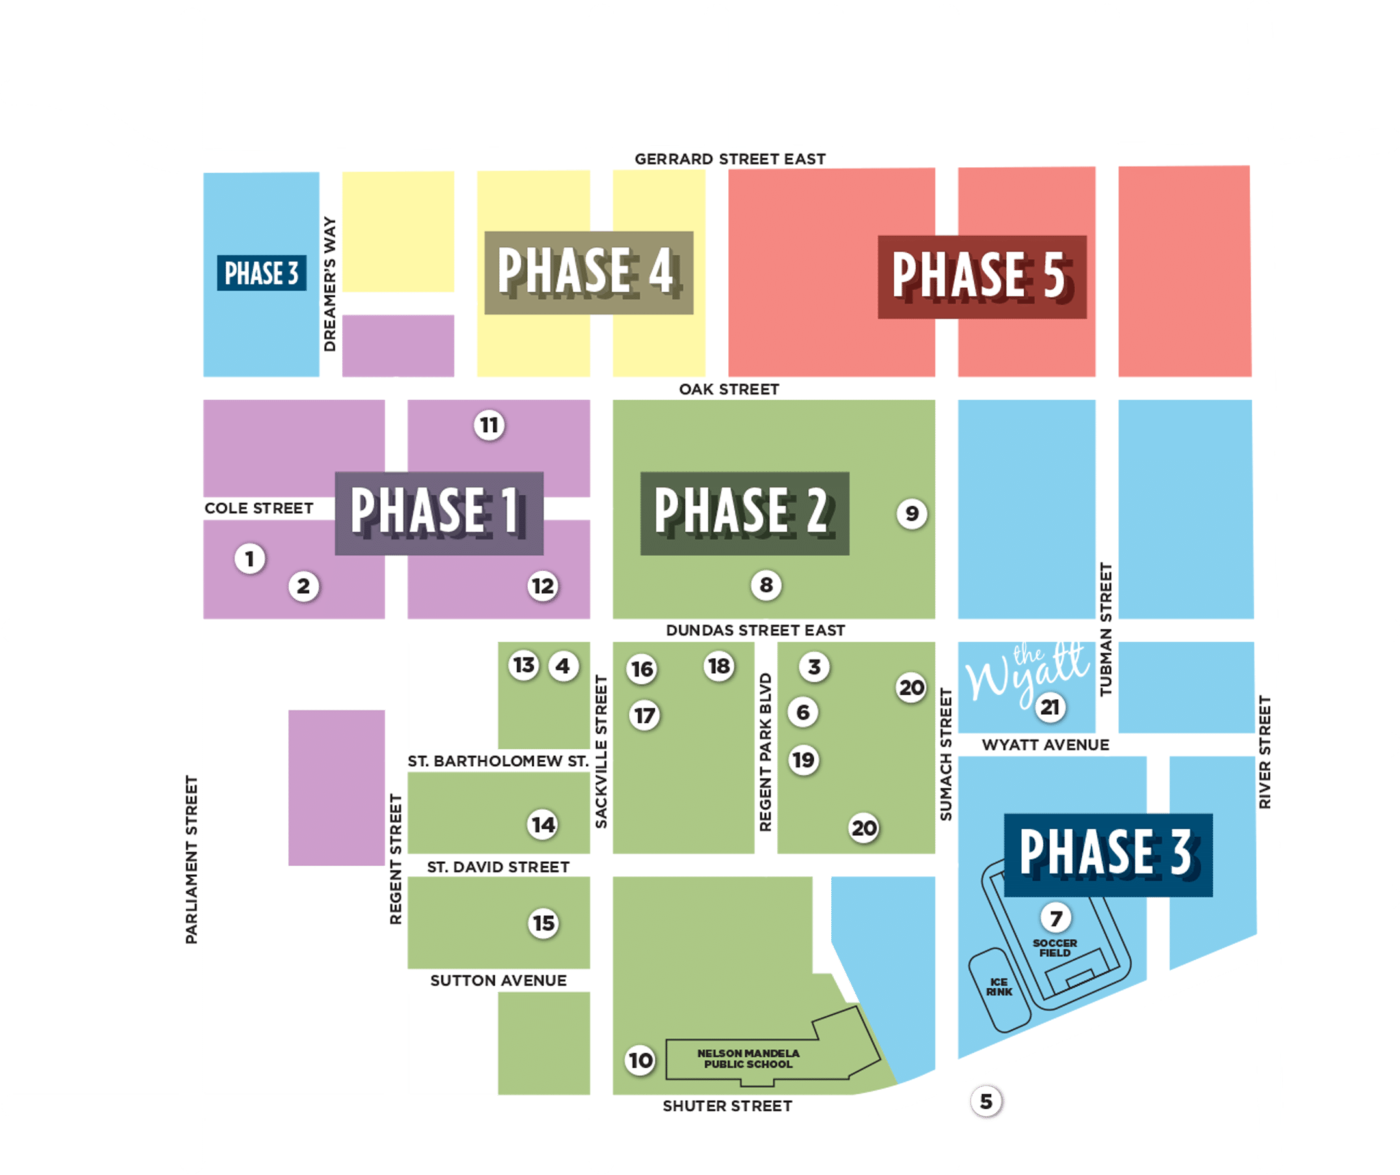 GERRARD STREET EAST
PHASE 3
DREAMER'S WAY
PHASE 4
PHASE 5
OAK STREET
11
COLE STREET
PHASE 1
PHASE 2
9
1
2
12
8
DUNDAS STREET EAST
TUBMAN STREET
13
4
16
18
3
20
the
Wyatt
21
6
17
SACKVILLE STREET
REGENT PARK BLVD
SUMACH STREET
RIVER STREET
WYATT AVENUE
ST. BARTHOLOMEW ST.
19
14
20
PARLIAMENT STREET
REGENT STREET
PHASE 3
ST. DAVID STREET
15
7
SOCCER
FIELD
SUTTON AVENUE
ICE
RINK
10
NELSON MANDELA
PUBLIC SCHOOL
SHUTER STREET
5